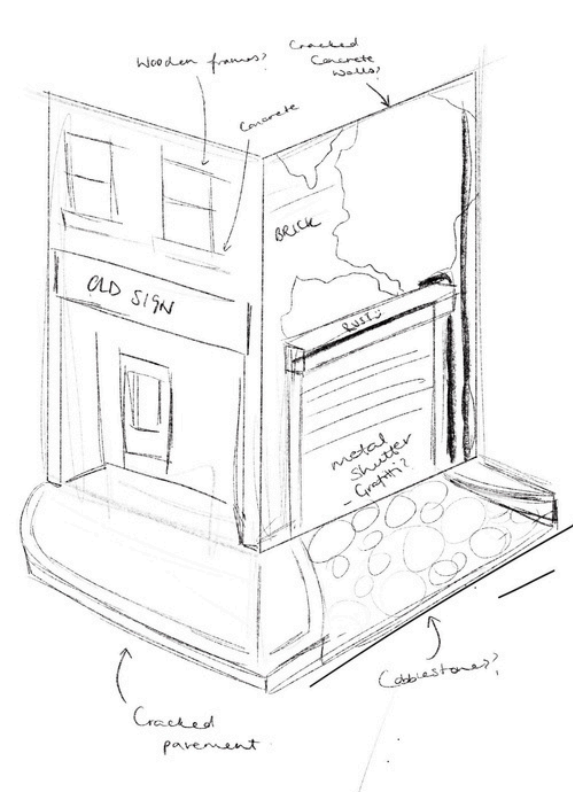 Wooden frames?
Cracked
Concrete
Walls?
Concrete
BRICK
OLD SIGN
Rust
metal
Shutter
- Graffiti?
Cobblestones?
Cracked
pavement